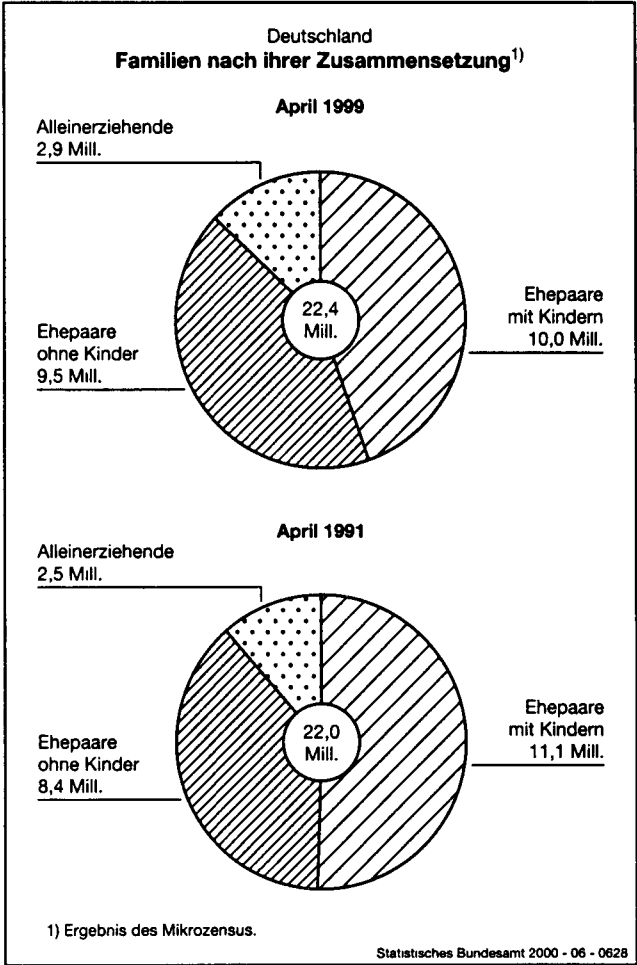 Deutschland
Familien nach ihrer Zusammensetzung1)
April 1999
Alleinerziehende
2,9 Mill.
22,4
Mill.
Ehepaare
mit Kindern
10,0 Mill.
Ehepaare
ohne Kinder
9,5 Mill.
April 1991
Alleinerziehende
2,5 Mill.
22,0
Mill.
Ehepaare
mit Kindern
11,1 Mill.
Ehepaare
ohne Kinder
8,4 Mill.
1) Ergebnis des Mikrozensus.
Statistisches Bundesamt 2000 - 06 - 0628